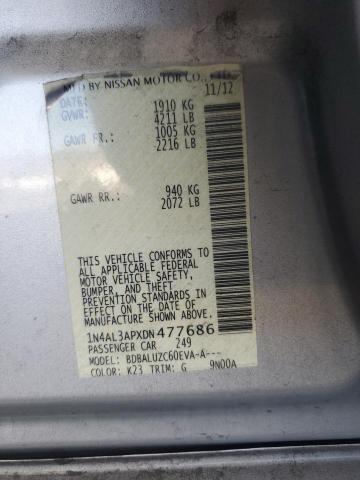 MFD BY NISSAN MOTOR CO.,
DATE: 11/12
GVWR: 1910 KG
4211 LB
GAWR FR.: 1005 KG
2216 LB
GAWR RR.: 940 KG
2072 LB
THIS VEHICLE CONFORMS TO
ALL APPLICABLE FEDERAL
MOTOR VEHICLE SAFETY,
BUMPER, AND THEFT
PREVENTION STANDARDS IN
EFFECT ON THE DATE OF
MANUFACTURE SHOWN ABOVE.
1N4AL3APXDN477686
PASSENGER CAR 249
MODEL: BDBALUZC60EVA-A---
COLOR: K23 TRIM: G 9N00A